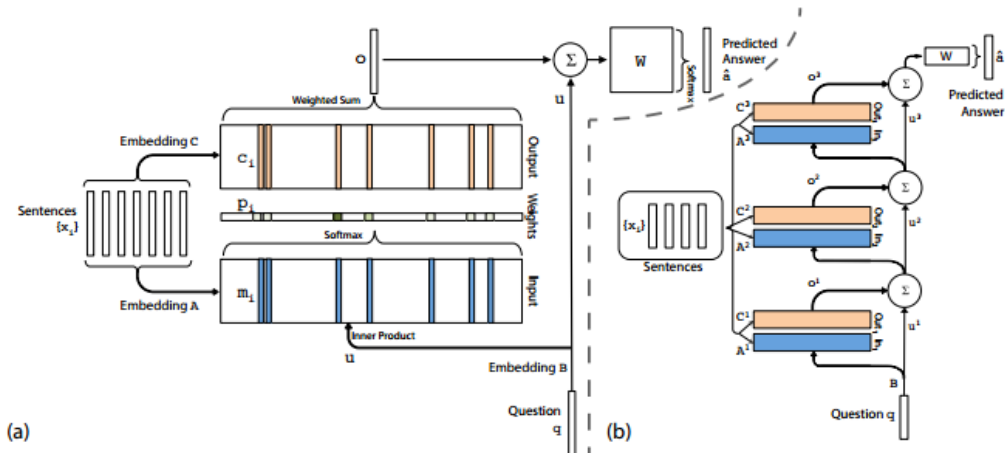 O
Σ
W
Softmax
Predicted
Answer
â
u
Weighted Sum
Embedding C
c_i
Output
Sentences
{x_i}
p_i
Weights
Softmax
m_i
Input
Embedding A
Inner Product
u
Embedding B
Question
q
(a)
W
â
Predicted
Answer
Σ
o³
u³
C³
A³
Σ
o²
u²
C²
A²
{x_i}
Sentences
Σ
o¹
u¹
C¹
A¹
B
Question q
(b)